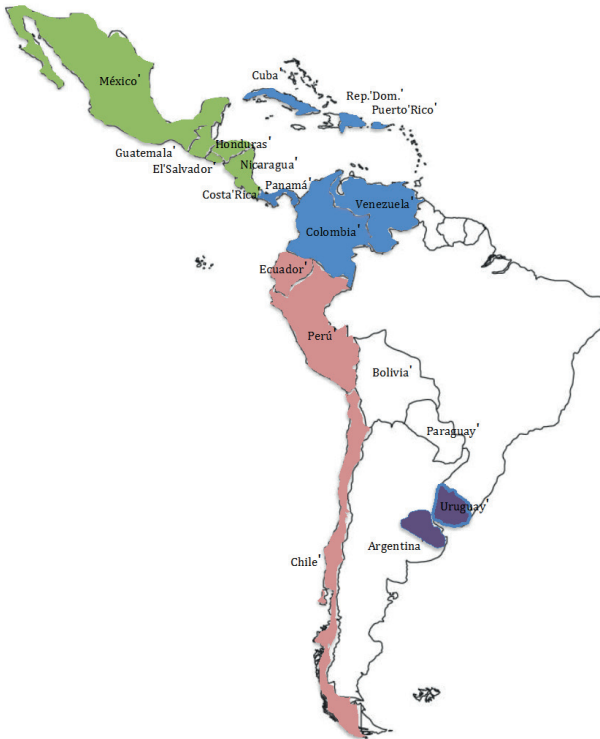 Cuba'
México'
Rep.'Dom.'
Puerto'Rico'
Honduras'
Guatemala'
Nicaragua'
El'Salvador'
Panamá'
Costa'Rica'
Venezuela'
Colombia'
Ecuador'
Perú'
Bolivia'
Paraguay'
Uruguay'
Argentina
Chile'